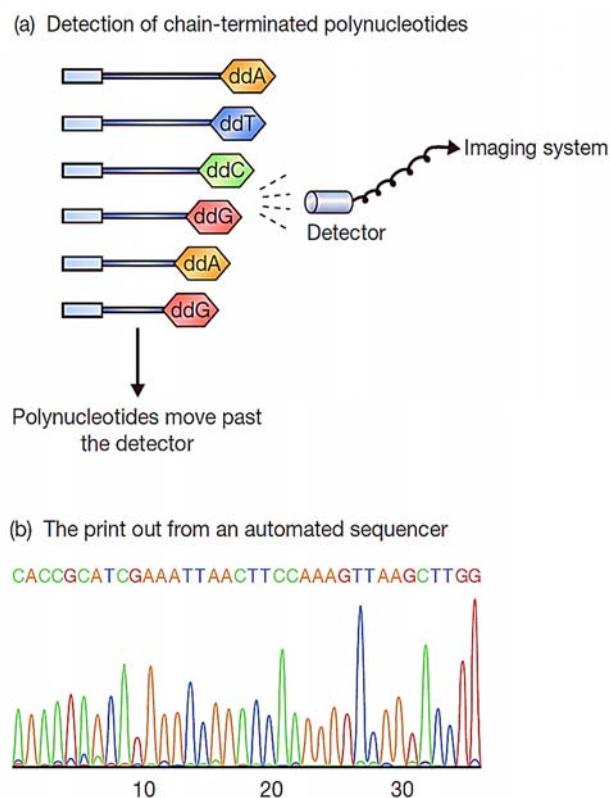 (a) Detection of chain-terminated polynucleotides
ddA
ddT
ddC
ddG
ddA
ddG
Imaging system
Detector
Polynucleotides move past
the detector
(b) The print out from an automated sequencer
CACCGCATCGAAATTAACTTCCAAAGTTAAGCTTGG
10 20 30